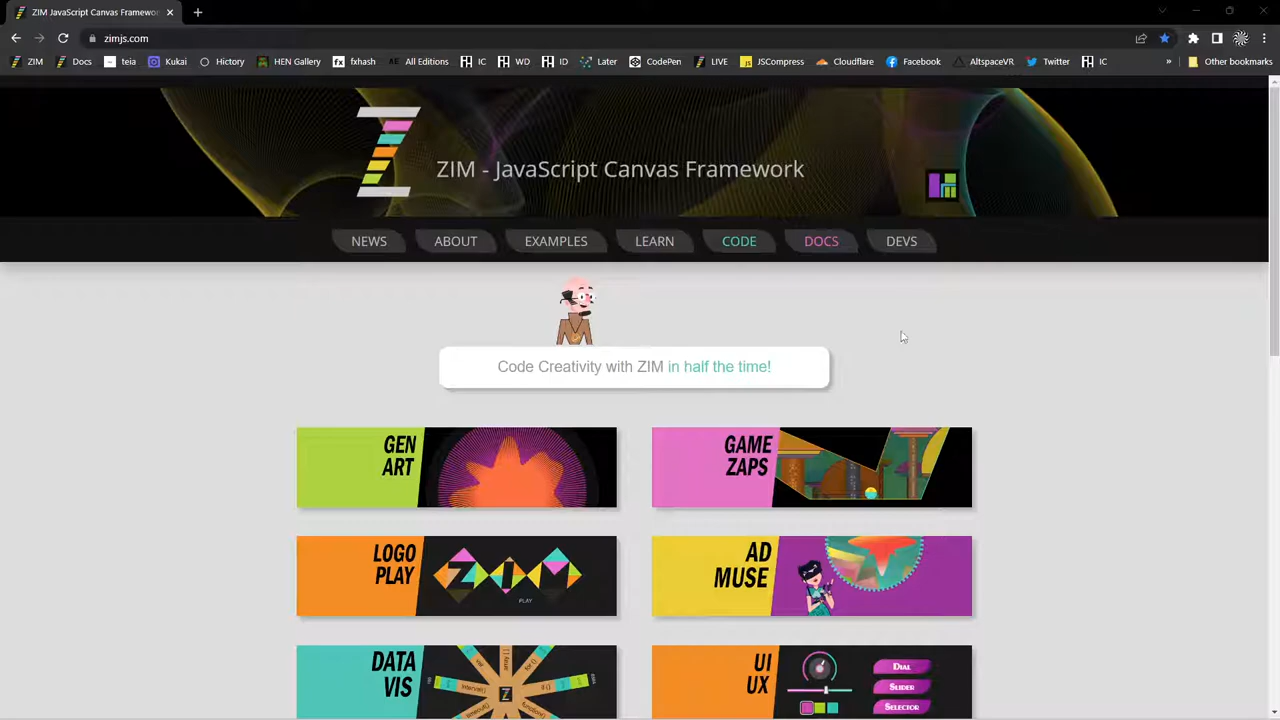 ZIM JavaScript Canvas Framewor
zimjs.com
ZIM Docs teia Kukai Hictory HEN Gallery fxhash All Editions IC WD ID Later CodePen LIVE JSCompress Cloudflare Facebook AltspaceVR Twitter IC » Other bookmarks
ZIM - JavaScript Canvas Framework
NEWS ABOUT EXAMPLES LEARN CODE DOCS DEVS
Code Creativity with ZIM in half the time!
GEN
ART
GAME
ZAPS
LOGO
PLAY
ZIM
PLAY
AD
MUSE
DATA
VIS
UI
UX
DIAL
SLIDER
SELECTOR